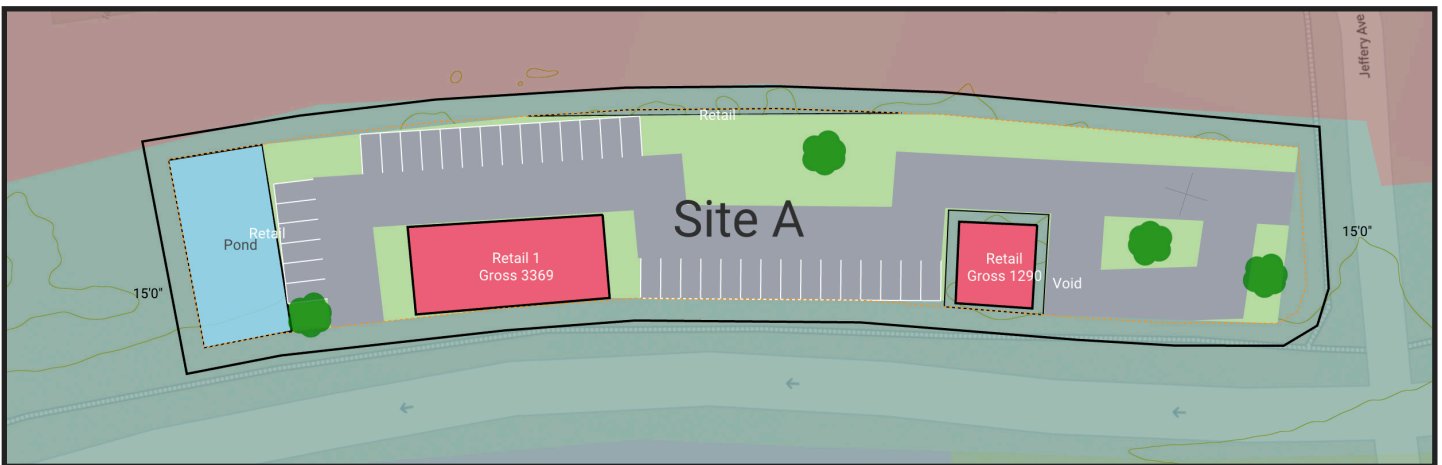 Jeffery Ave
Retail
Site A
Retail
Pond
Retail 1
Gross 3369
Retail
Gross 1290
Void
15'0"
15'0"